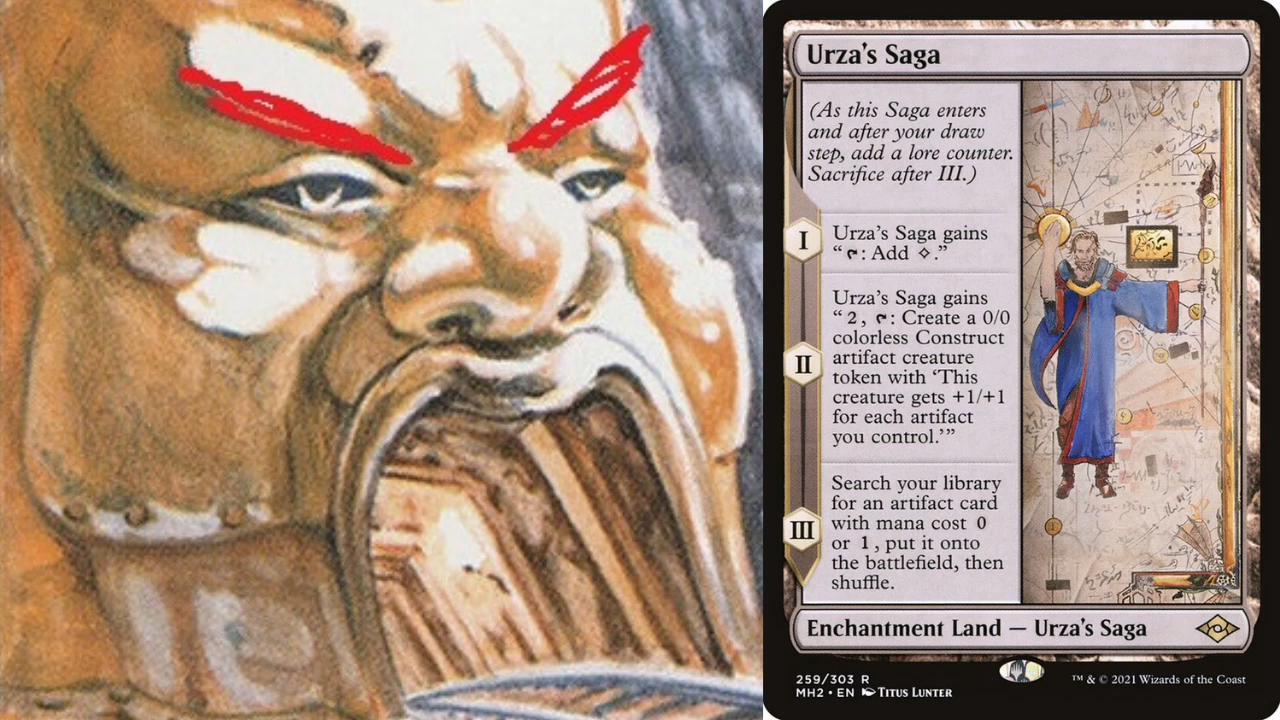 Urza's Saga
(As this Saga enters
and after your draw
step, add a lore counter.
Sacrifice after III.)
I
Urza's Saga gains
“: Add .”
II
Urza's Saga gains
“2, : Create a 0/0
colorless Construct
artifact creature
token with ‘This
creature gets +1/+1
for each artifact
you control.’”
III
Search your library
for an artifact card
with mana cost 0
or 1, put it onto
the battlefield, then
shuffle.
Enchantment Land — Urza's Saga
259/303 R
MH2 • EN TITUS LUNTER
™ & © 2021 Wizards of the Coast